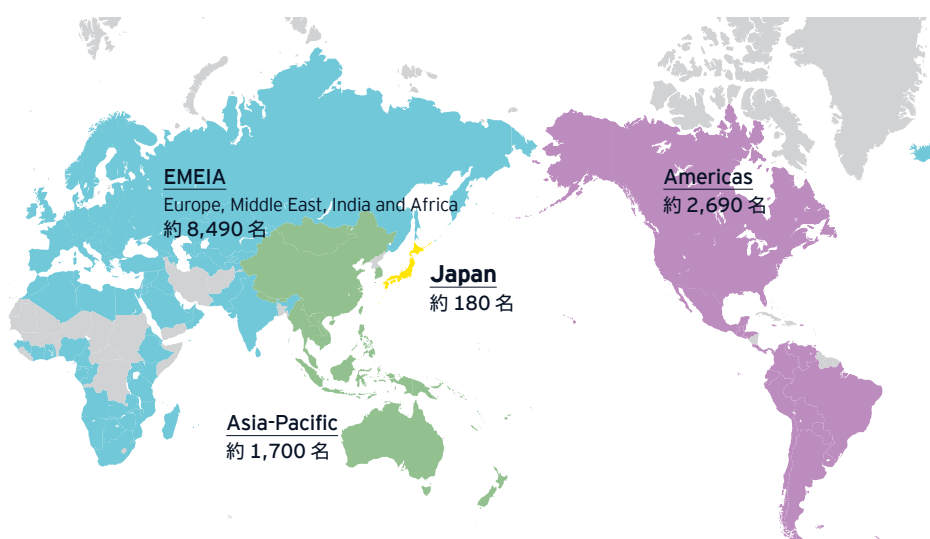 EMEIA
Europe, Middle East, India and Africa
約 8,490 名
Americas
約 2,690 名
Japan
約 180 名
Asia-Pacific
約 1,700 名